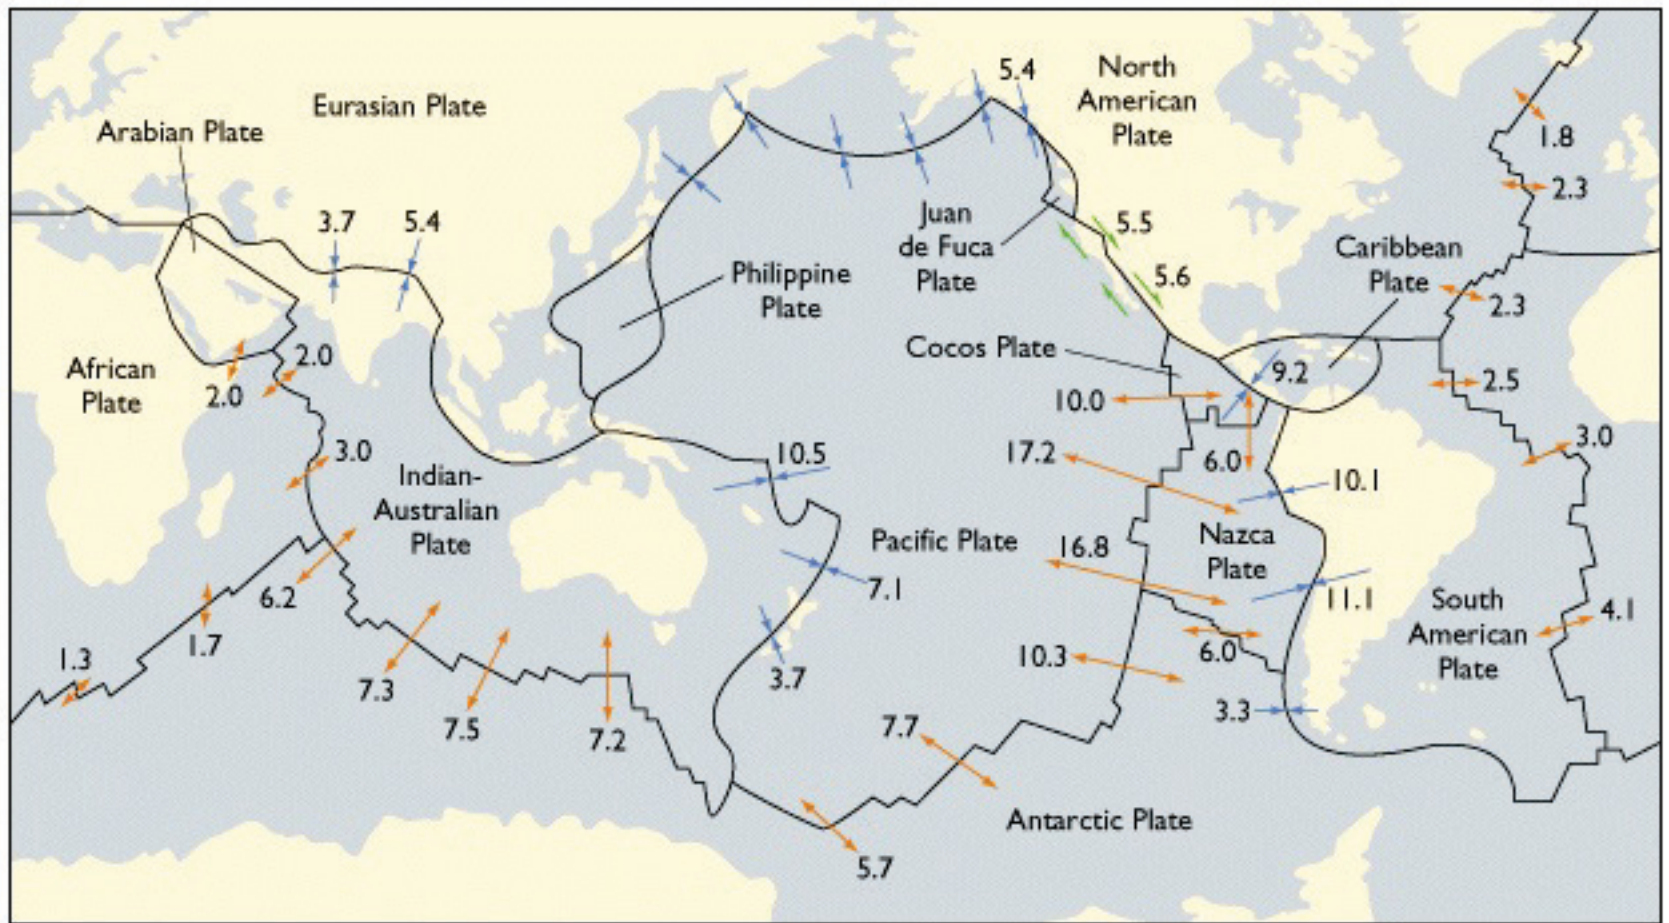 5.4
North
American
Plate
Eurasian Plate
Arabian Plate
1.8
2.3
3.7
5.4
Juan
de Fuca
Plate
5.5
5.6
Caribbean
Plate
Philippine
Plate
2.3
African
Plate
2.0
2.0
Cocos Plate
9.2
2.5
10.0
3.0
Indian-
Australian
Plate
10.5
17.2
6.0
3.0
10.1
Pacific Plate
16.8
Nazca
Plate
6.2
7.1
11.1
South
American
Plate
4.1
1.7
1.3
7.3
7.5
7.2
3.7
10.3
6.0
3.3
7.7
Antarctic Plate
5.7